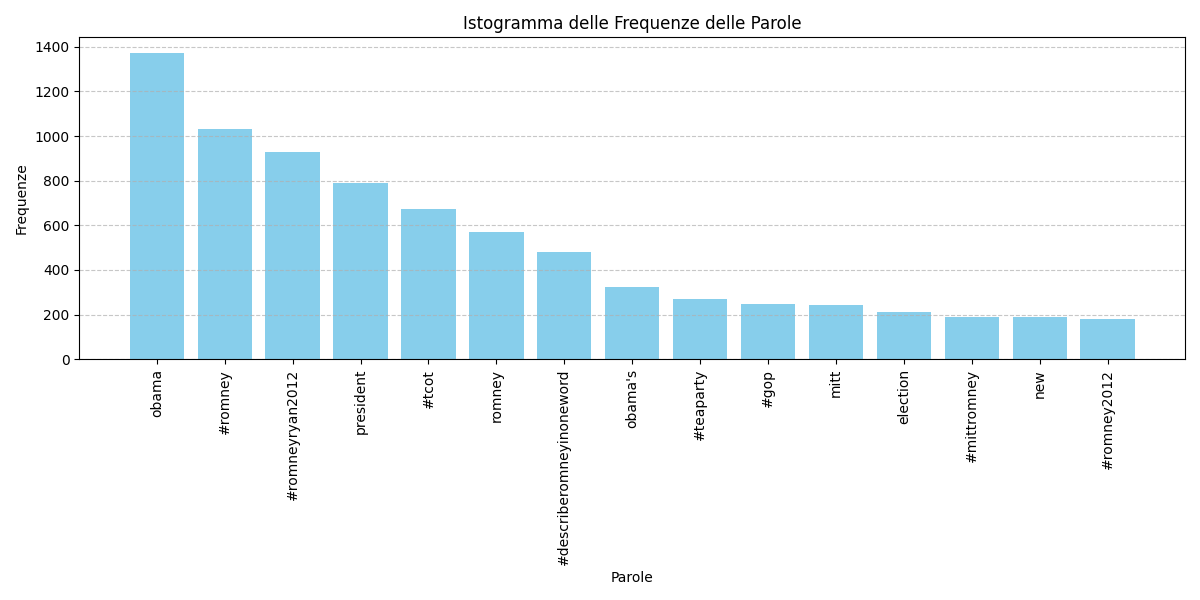 Istogramma delle Frequenze delle Parole
Frequenze
1400
1200
1000
800
600
400
200
0
obama
#romney
#romneyryan2012
president
#tcot
romney
#describeromneyinoneword
obama's
#teaparty
#gop
mitt
election
#mittromney
new
#romney2012
Parole